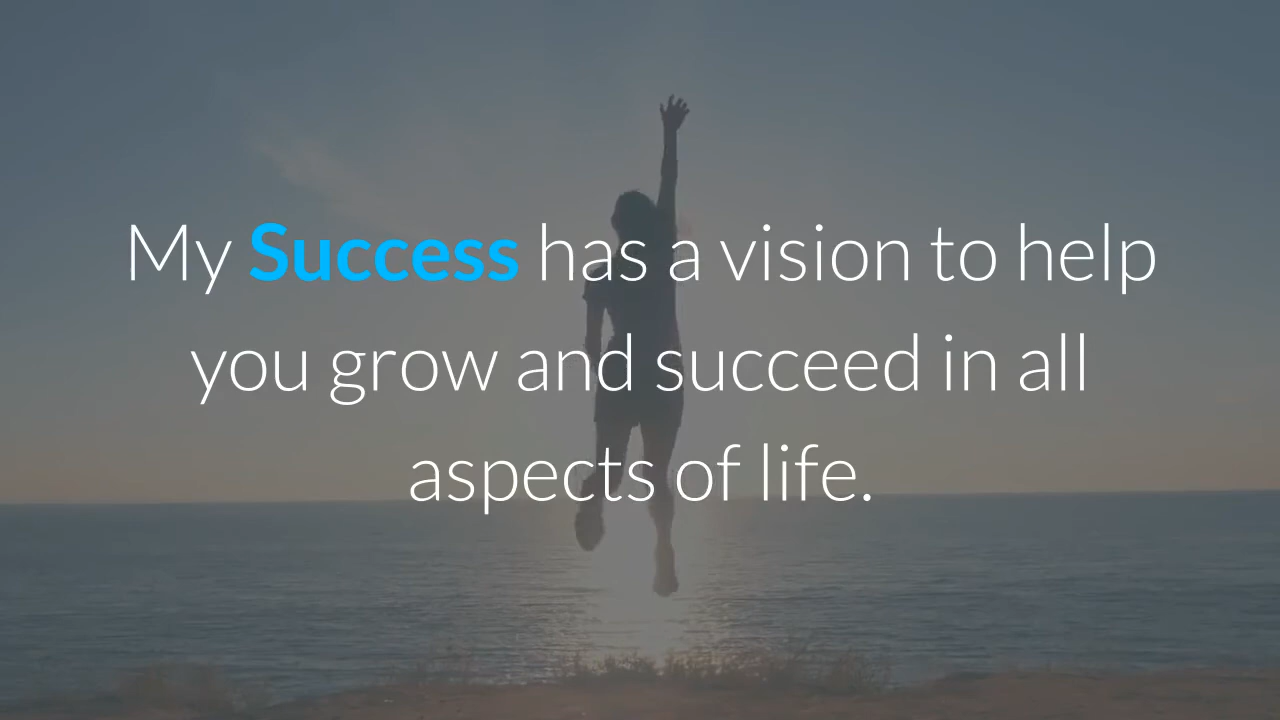 My Success has a vision to help
you grow and succeed in all
aspects of life.